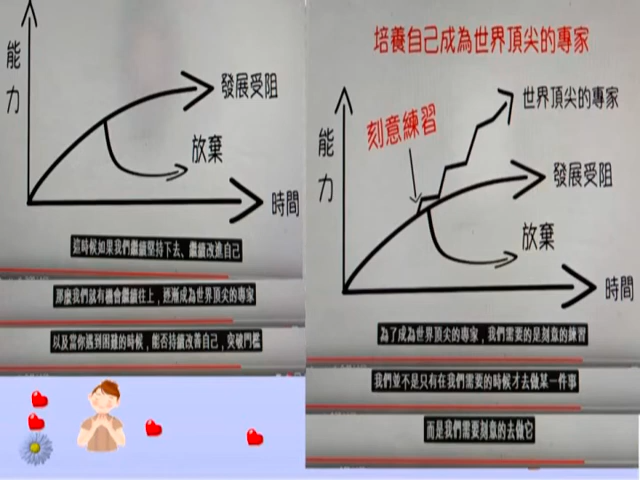 能力
發展受阻
放棄
時間
這時候如果我們繼續堅持下去、繼續改進自己
那麼我們就有機會繼續往上，逐漸成為世界頂尖的專家
以及當你遇到困難的時候，能否持續改善自己，突破門檻
培養自己成為世界頂尖的專家
能力
世界頂尖的專家
刻意練習
發展受阻
放棄
時間
為了成為世界頂尖的專家，我們需要的是刻意的練習
我們並不是只有在我們需要的時候才去做某一件事
而是我們需要刻意的去做它